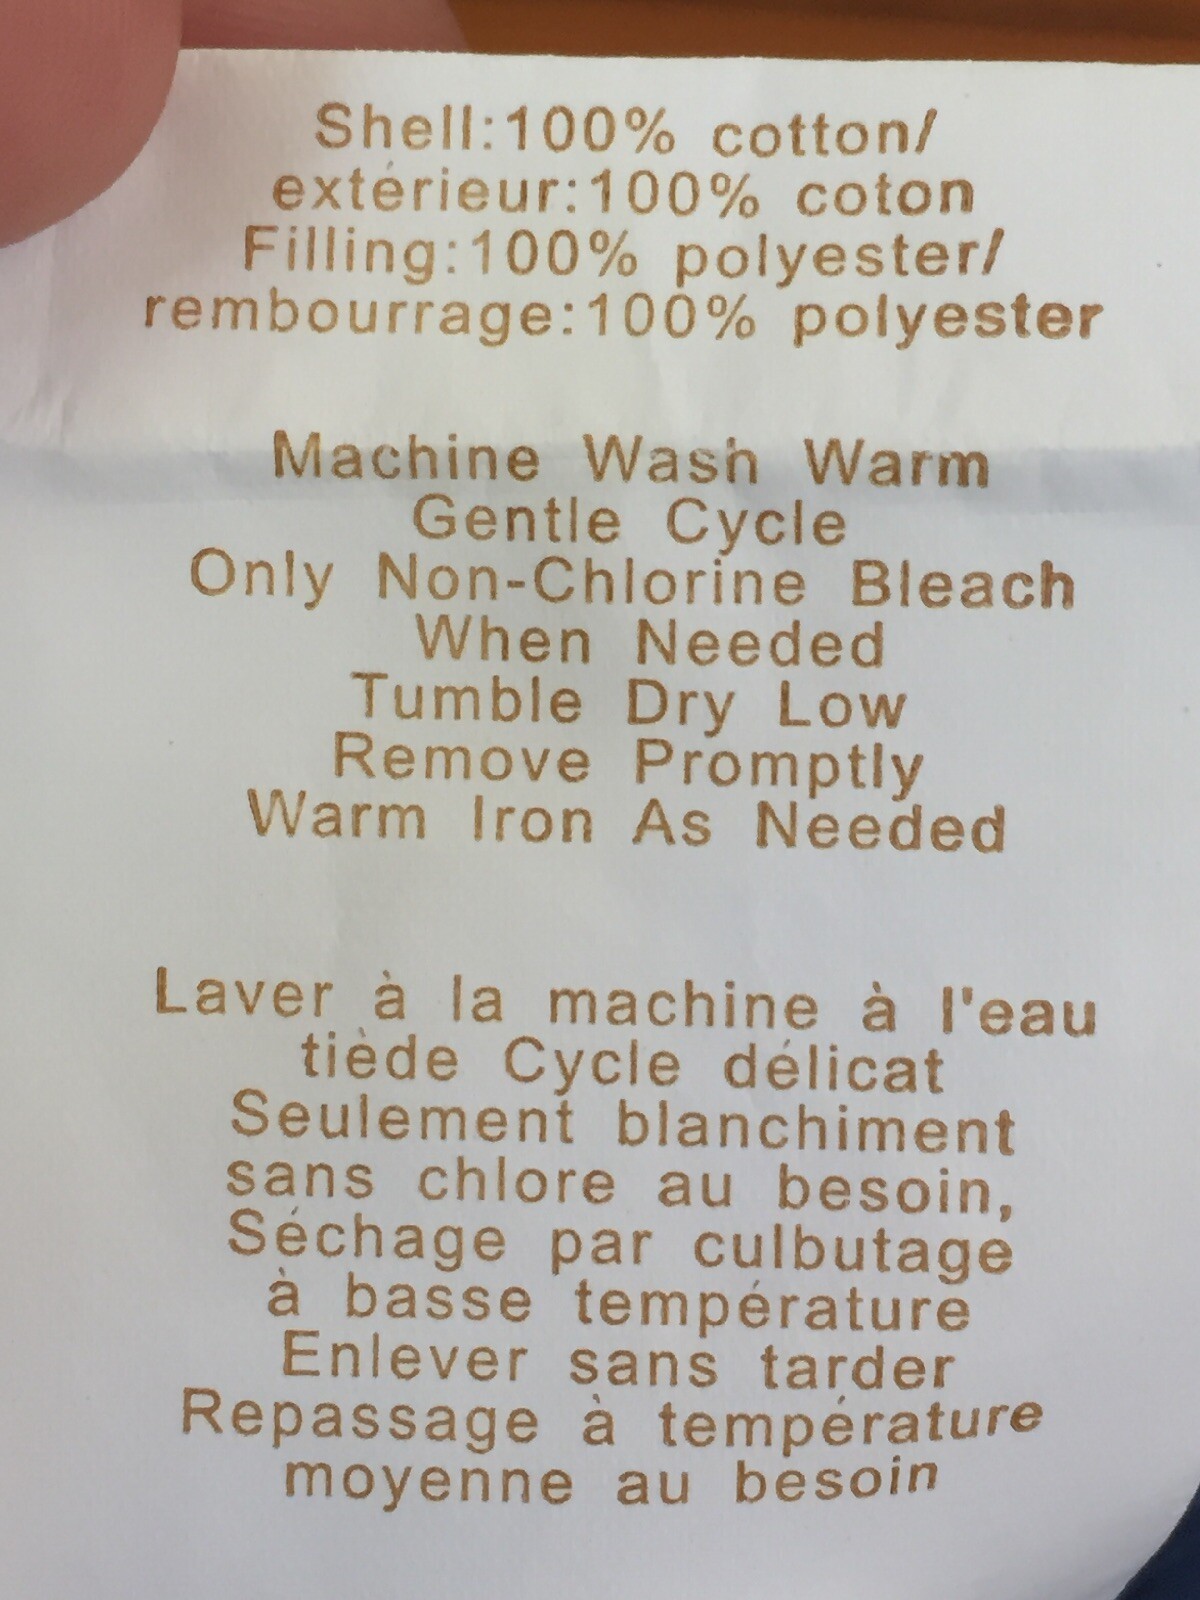 Shell:100% cotton/
extérieur:100% coton
Filling:100% polyester/
rembourrage:100% polyester
Machine Wash Warm
Gentle Cycle
Only Non-Chlorine Bleach
When Needed
Tumble Dry Low
Remove Promptly
Warm Iron As Needed
Laver à la machine à l'eau
tiède Cycle délicat
Seulement blanchiment
sans chlore au besoin,
Séchage par culbutage
à basse température
Enlever sans tarder
Repassage à température
moyenne au besoin